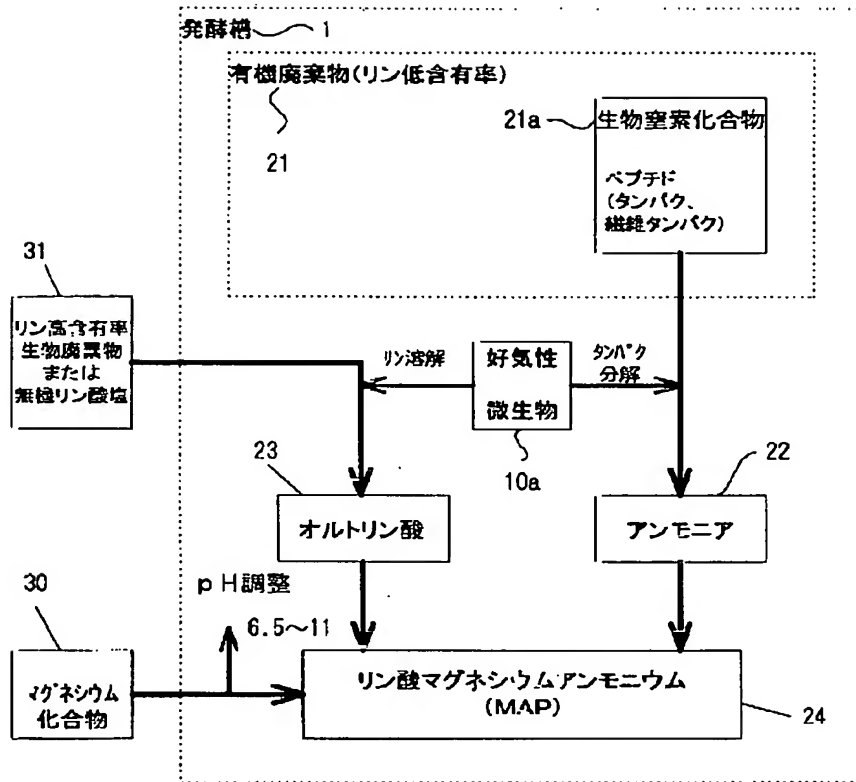 発酵槽 1
有機廃棄物(リン低含有率)
21
21a
生物窒素化合物
ペプチド
(タンパク、
繊維タンパク)
31
リン高含有率
生物廃棄物
または
無機リン酸塩
リン溶解
好気性
微生物
タンパク
分解
10a
23
オルトリン酸
22
アンモニア
30
マグネシウム
化合物
pH調整
6.5~11
リン酸マグネシウムアンモニウム
(MAP)
24